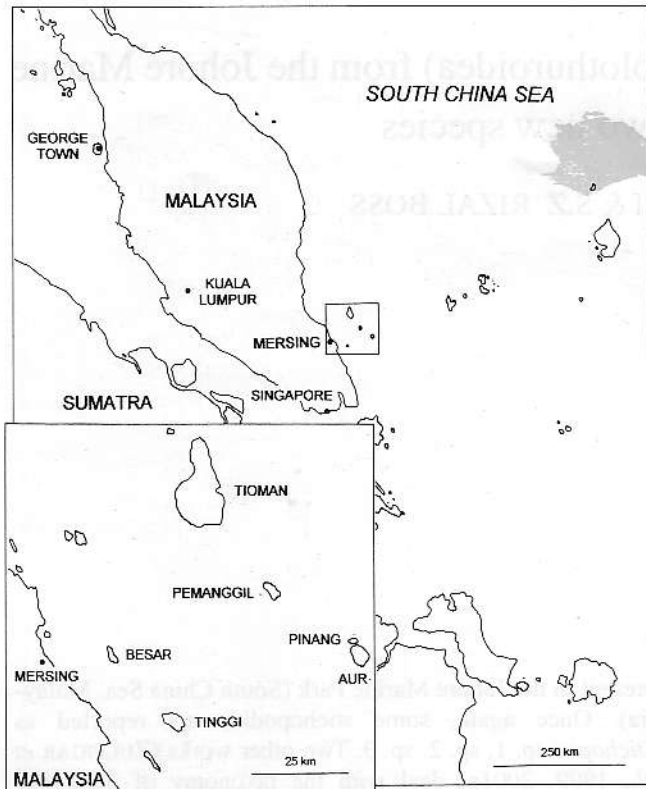 SOUTH CHINA SEA
GEORGE
TOWN
MALAYSIA
KUALA
LUMPUR
MERSING
SINGAPORE
SUMATRA
TIOMAN
PEMANGGIL
PINANG
BESAR
MERSING
AUR
TINGGI
25 km
250 km
MALAYSIA